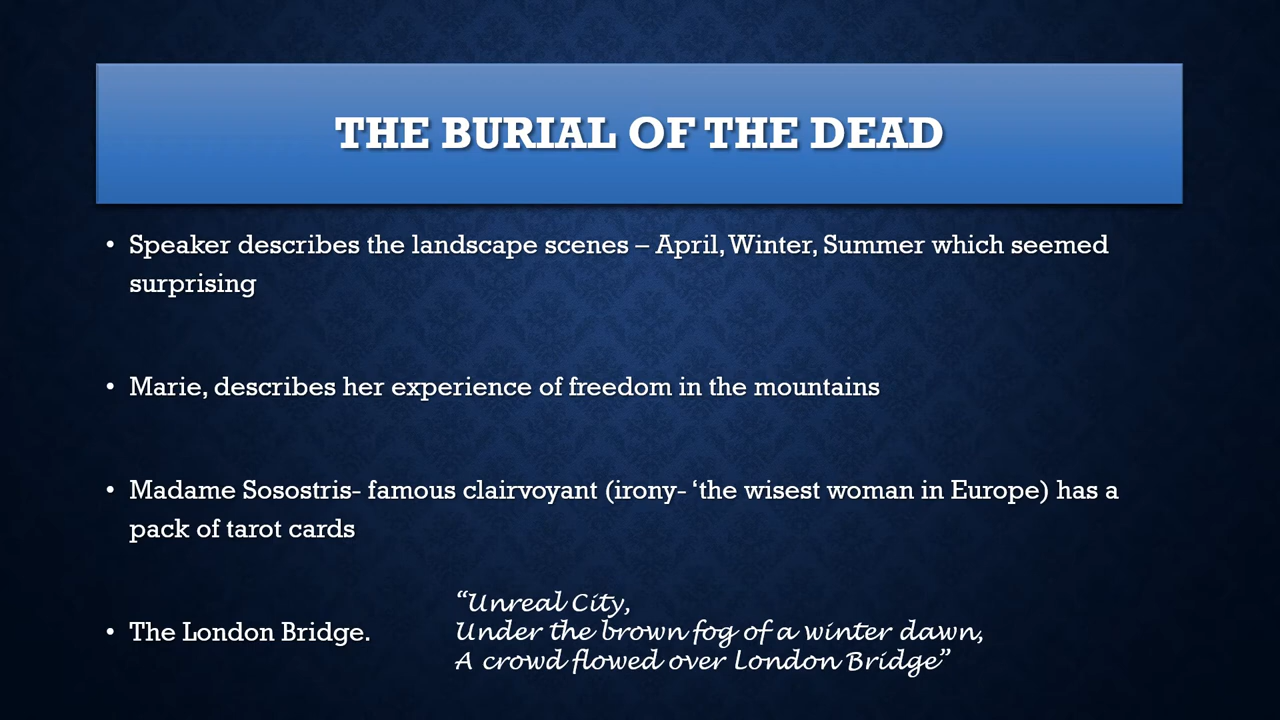 THE BURIAL OF THE DEAD
• Speaker describes the landscape scenes – April, Winter, Summer which seemed
surprising
• Marie, describes her experience of freedom in the mountains
• Madame Sosostris- famous clairvoyant (irony- ‘the wisest woman in Europe) has a
pack of tarot cards
• The London Bridge.
“Unreal City,
Under the brown fog of a winter dawn,
A crowd flowed over London Bridge”